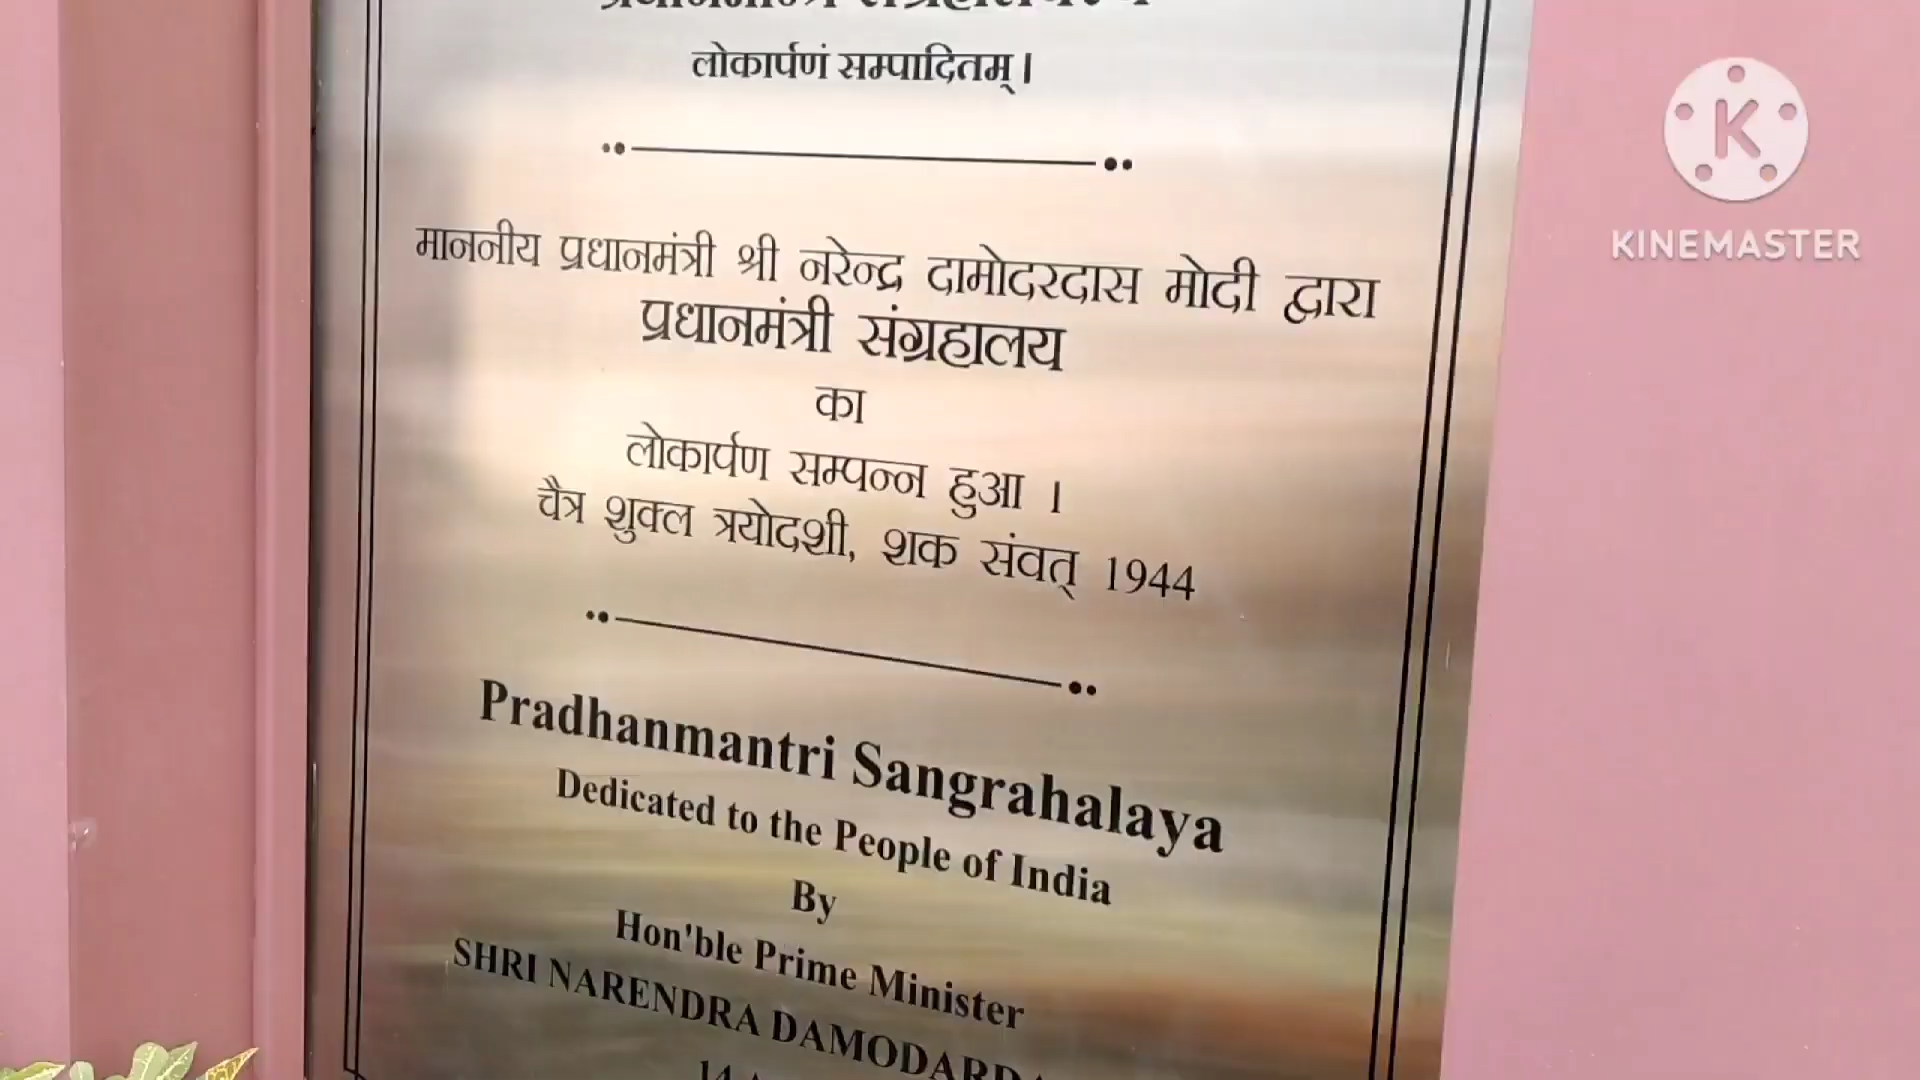 लोकार्पणं सम्पादितम्।
माननीय प्रधानमंत्री श्री नरेन्द्र दामोदरदास मोदी द्वारा
प्रधानमंत्री संग्रहालय
का
लोकार्पण सम्पन्न हुआ ।
चैत्र शुक्ल त्रयोदशी, शक संवत् 1944
Pradhanmantri Sangrahalaya
Dedicated to the People of India
By
Hon'ble Prime Minister
SHRI NARENDRA
14
K
KINEMASTER